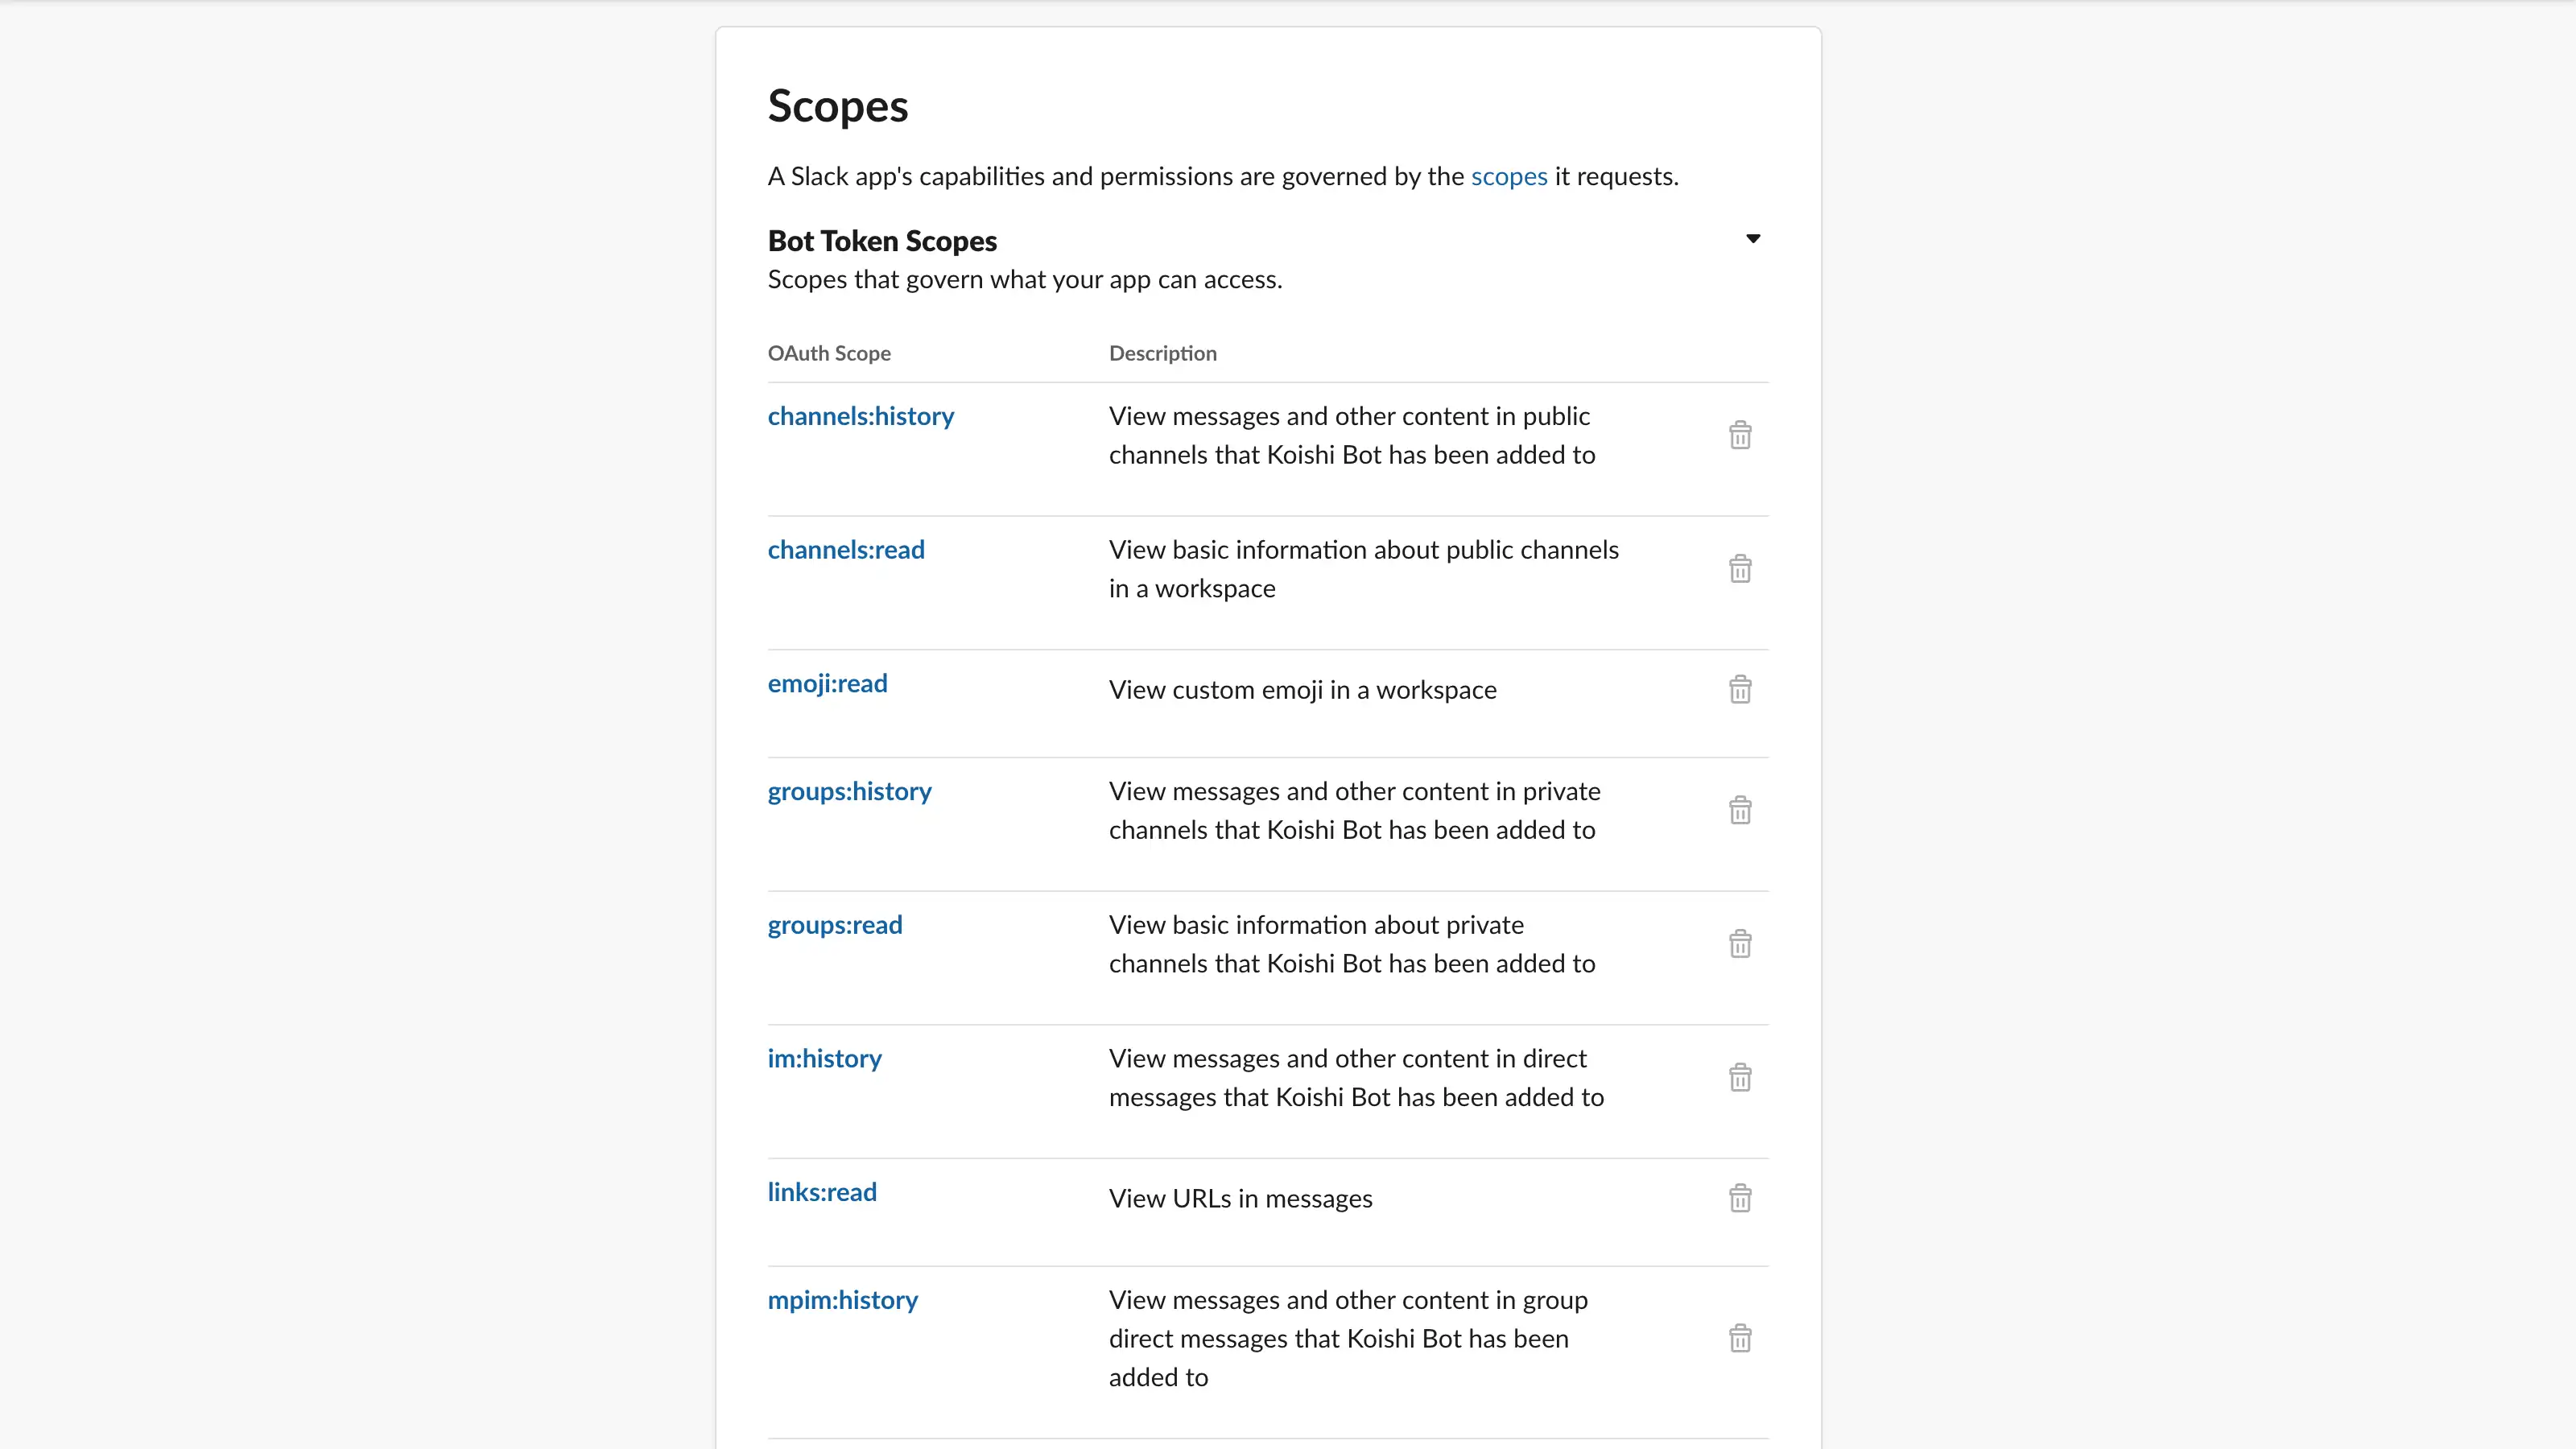 Scopes
A Slack app's capabilities and permissions are governed by the scopes it requests.
Bot Token Scopes
Scopes that govern what your app can access.
OAuth Scope Description
channels:history View messages and other content in public
channels that Koishi Bot has been added to
channels:read View basic information about public channels
in a workspace
emoji:read View custom emoji in a workspace
groups:history View messages and other content in private
channels that Koishi Bot has been added to
groups:read View basic information about private
channels that Koishi Bot has been added to
im:history View messages and other content in direct
messages that Koishi Bot has been added to
links:read View URLs in messages
mpim:history View messages and other content in group
direct messages that Koishi Bot has been
added to